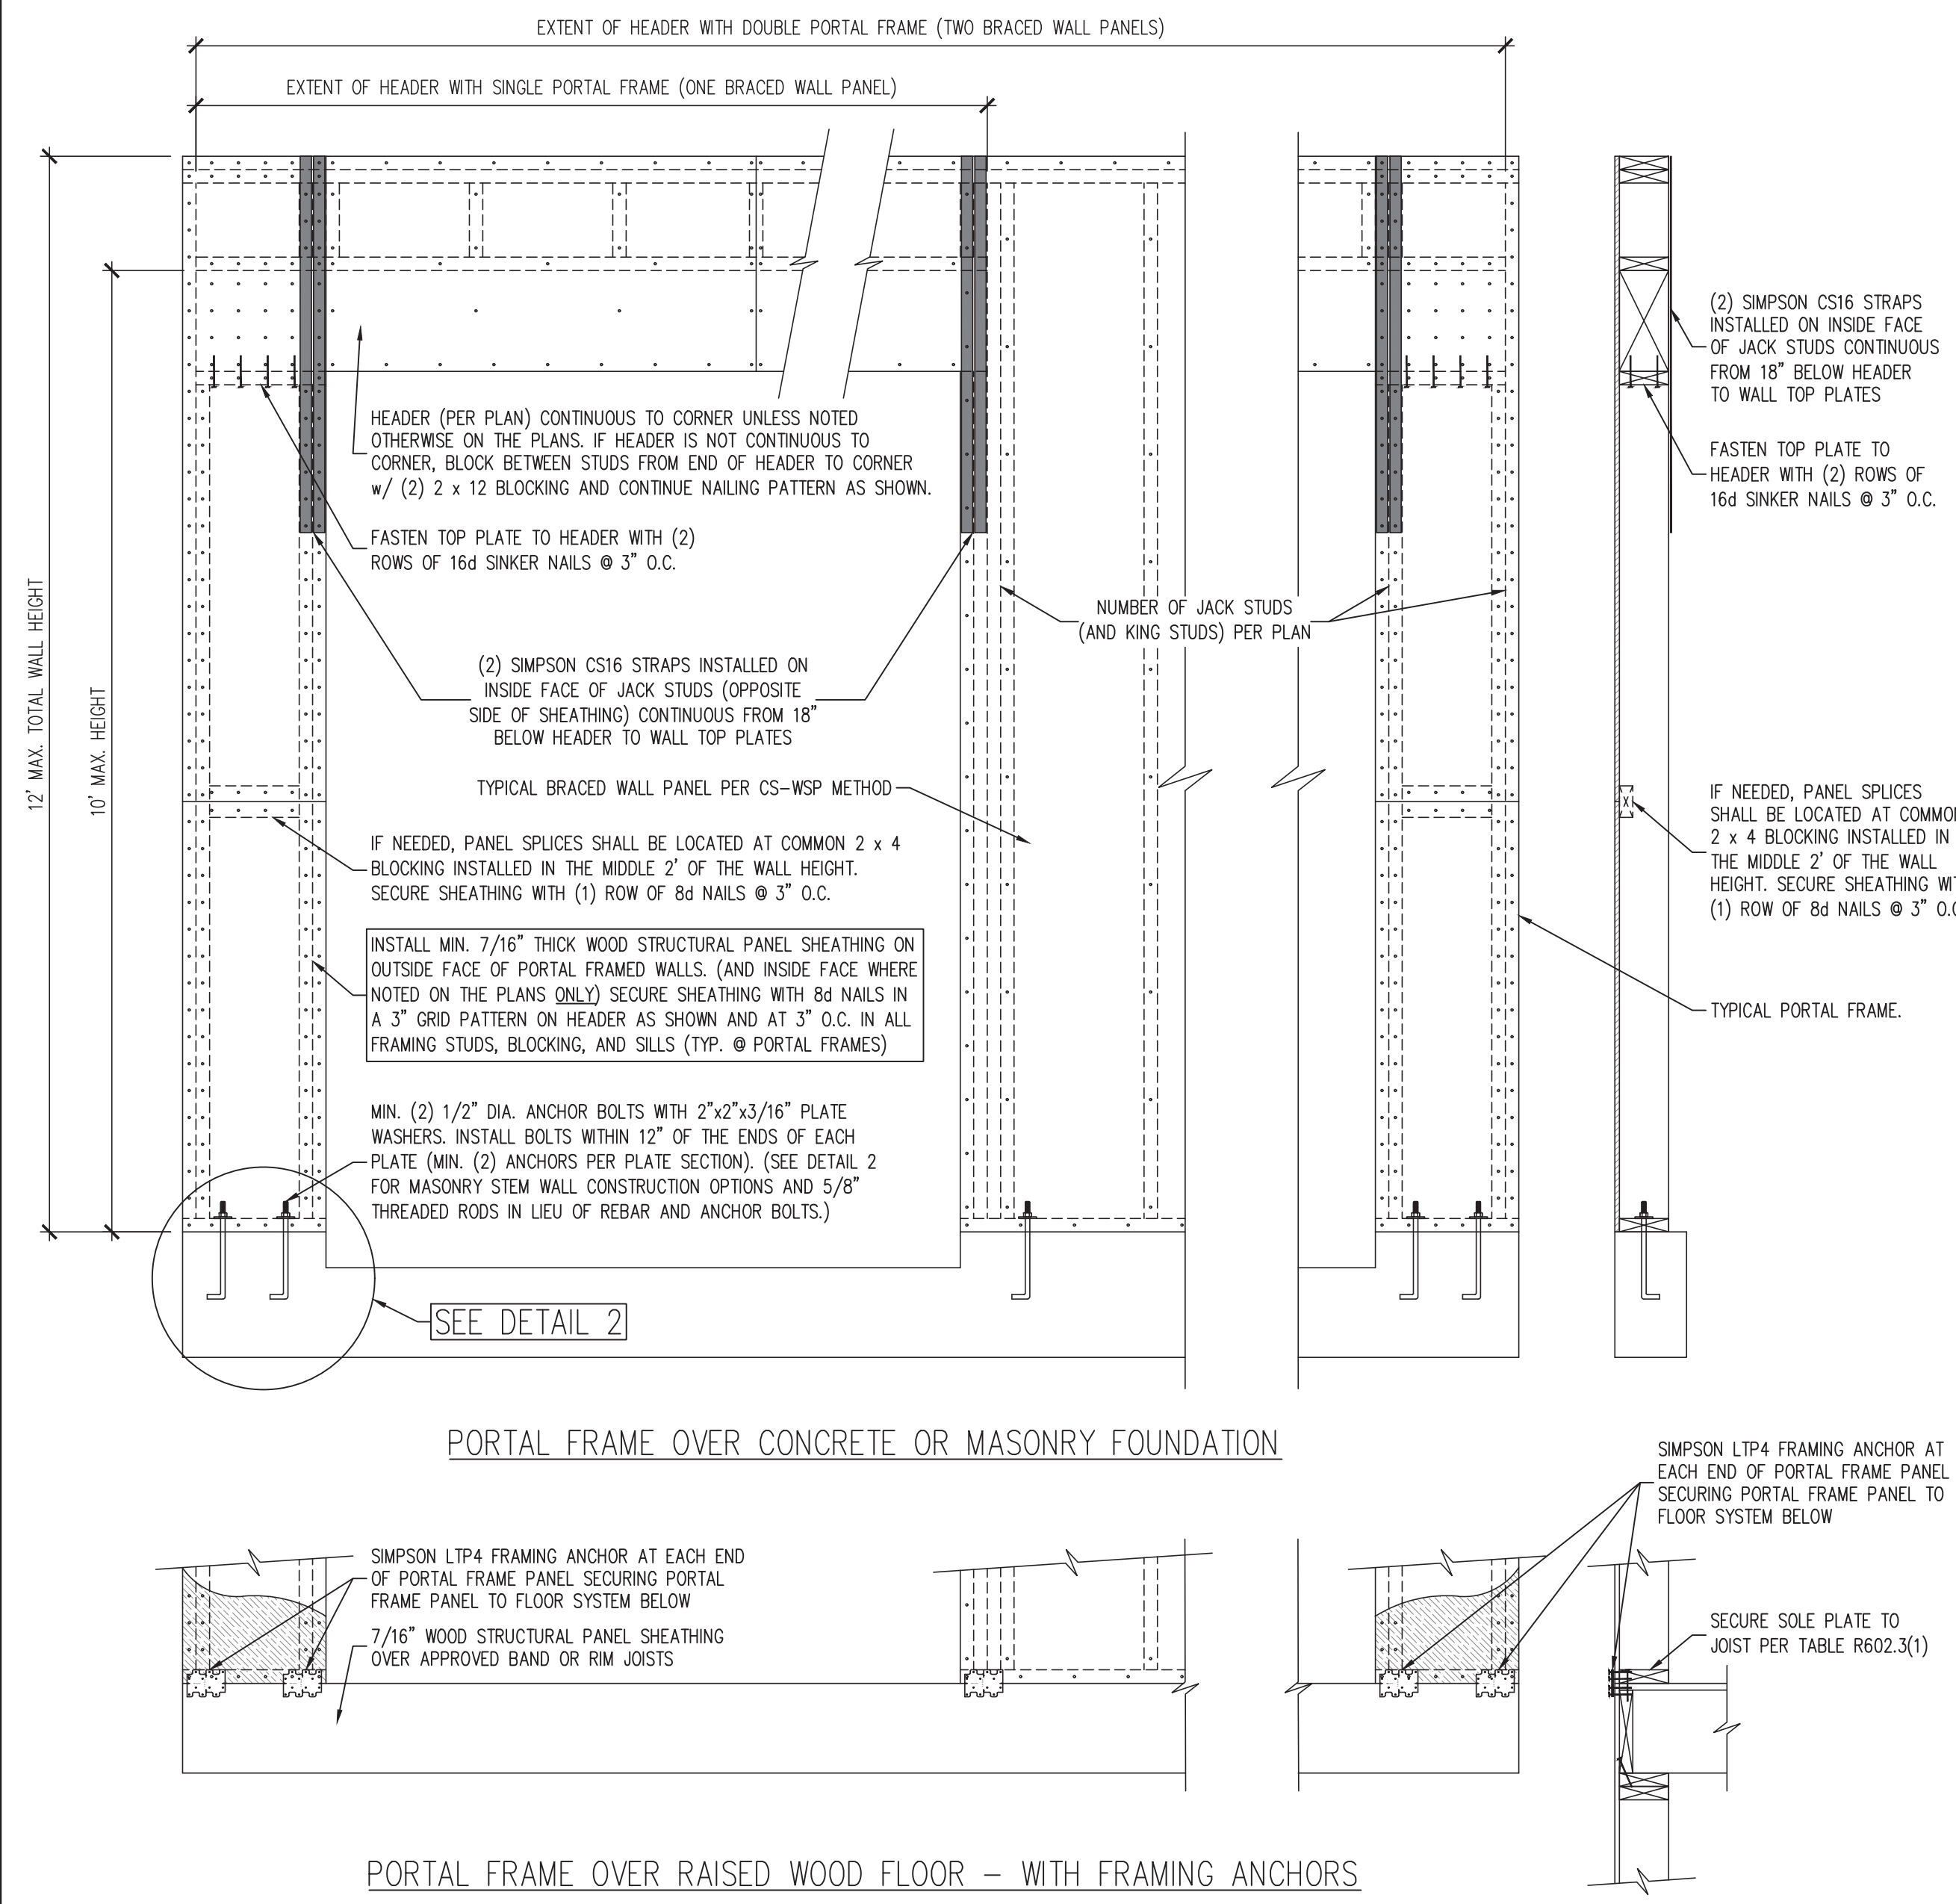 EXTENT OF HEADER WITH DOUBLE PORTAL FRAME (TWO BRACED WALL PANELS)
EXTENT OF HEADER WITH SINGLE PORTAL FRAME (ONE BRACED WALL PANEL)
12' MAX. TOTAL WALL HEIGHT
10' MAX. HEIGHT
HEADER (PER PLAN) CONTINUOUS TO CORNER UNLESS NOTED
OTHERWISE ON THE PLANS. IF HEADER IS NOT CONTINUOUS TO
CORNER, BLOCK BETWEEN STUDS FROM END OF HEADER TO CORNER
w/ (2) 2 x 12 BLOCKING AND CONTINUE NAILING PATTERN AS SHOWN.
FASTEN TOP PLATE TO HEADER WITH (2)
ROWS OF 16d SINKER NAILS @ 3" O.C.
NUMBER OF JACK STUDS
(AND KING STUDS) PER PLAN
(2) SIMPSON CS16 STRAPS INSTALLED ON
INSIDE FACE OF JACK STUDS (OPPOSITE
SIDE OF SHEATHING) CONTINUOUS FROM 18"
BELOW HEADER TO WALL TOP PLATES
TYPICAL BRACED WALL PANEL PER CS-WSP METHOD
IF NEEDED, PANEL SPLICES SHALL BE LOCATED AT COMMON 2 x 4
BLOCKING INSTALLED IN THE MIDDLE 2' OF THE WALL HEIGHT.
SECURE SHEATHING WITH (1) ROW OF 8d NAILS @ 3" O.C.
INSTALL MIN. 7/16" THICK WOOD STRUCTURAL PANEL SHEATHING ON
OUTSIDE FACE OF PORTAL FRAMED WALLS. (AND INSIDE FACE WHERE
NOTED ON THE PLANS ONLY) SECURE SHEATHING WITH 8d NAILS IN
A 3" GRID PATTERN ON HEADER AS SHOWN AND AT 3" O.C. IN ALL
FRAMING STUDS, BLOCKING, AND SILLS (TYP. @ PORTAL FRAMES)
MIN. (2) 1/2" DIA. ANCHOR BOLTS WITH 2"x2"x3/16" PLATE
WASHERS. INSTALL BOLTS WITHIN 12" OF THE ENDS OF EACH
PLATE (MIN. (2) ANCHORS PER PLATE SECTION). (SEE DETAIL 2
FOR MASONRY STEM WALL CONSTRUCTION OPTIONS AND 5/8"
THREADED RODS IN LIEU OF REBAR AND ANCHOR BOLTS.)
SEE DETAIL 2
(2) SIMPSON CS16 STRAPS
INSTALLED ON INSIDE FACE
OF JACK STUDS CONTINUOUS
FROM 18" BELOW HEADER
TO WALL TOP PLATES
FASTEN TOP PLATE TO
HEADER WITH (2) ROWS OF
16d SINKER NAILS @ 3" O.C.
IF NEEDED, PANEL SPLICES
SHALL BE LOCATED AT
2 x 4 BLOCKING INSTALLED IN
THE MIDDLE 2' OF THE WALL
HEIGHT. SECURE SHEATHING
(1) ROW OF 8d NAILS @ 3"
TYPICAL PORTAL FRAME.
PORTAL FRAME OVER CONCRETE OR MASONRY FOUNDATION
SIMPSON LTP4 FRAMING ANCHOR AT
EACH END OF PORTAL FRAME PANEL
SECURING PORTAL FRAME PANEL TO
FLOOR SYSTEM BELOW
SIMPSON LTP4 FRAMING ANCHOR AT EACH END
OF PORTAL FRAME PANEL SECURING PORTAL
FRAME PANEL TO FLOOR SYSTEM BELOW
7/16" WOOD STRUCTURAL PANEL SHEATHING
OVER APPROVED BAND OR RIM JOISTS
SECURE SOLE PLATE TO
JOIST PER TABLE R602.3(1)
PORTAL FRAME OVER RAISED WOOD FLOOR - WITH FRAMING ANCHORS